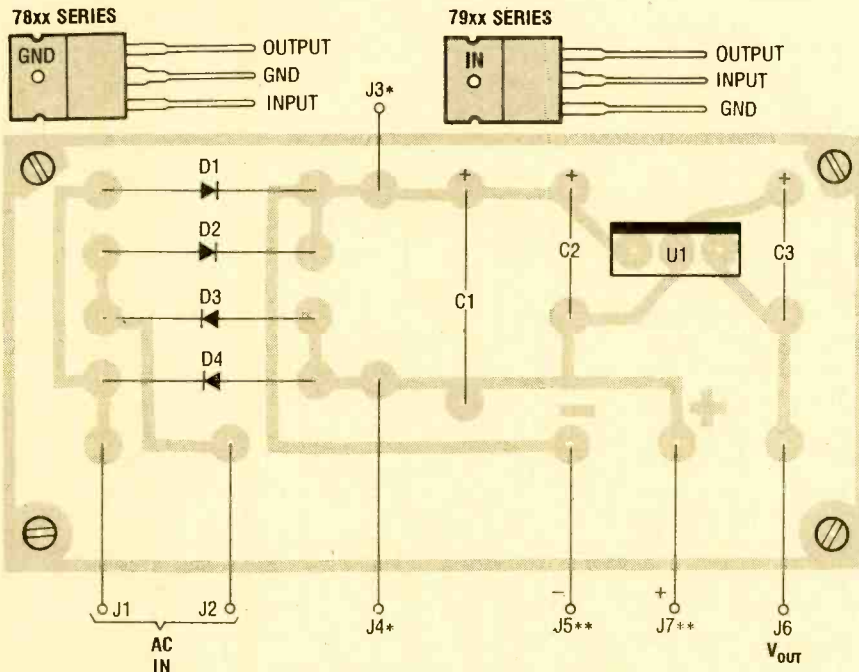 78xx SERIES
79xx SERIES
GND
OUTPUT
GND
INPUT
IN
OUTPUT
INPUT
GND
J3*
D1
+
+
+
D2
C2
U1
C3
D3
C1
D4
−
+
−
+
J1
J2
J4*
J5**
J7**
J6
AC
IN
VOUT